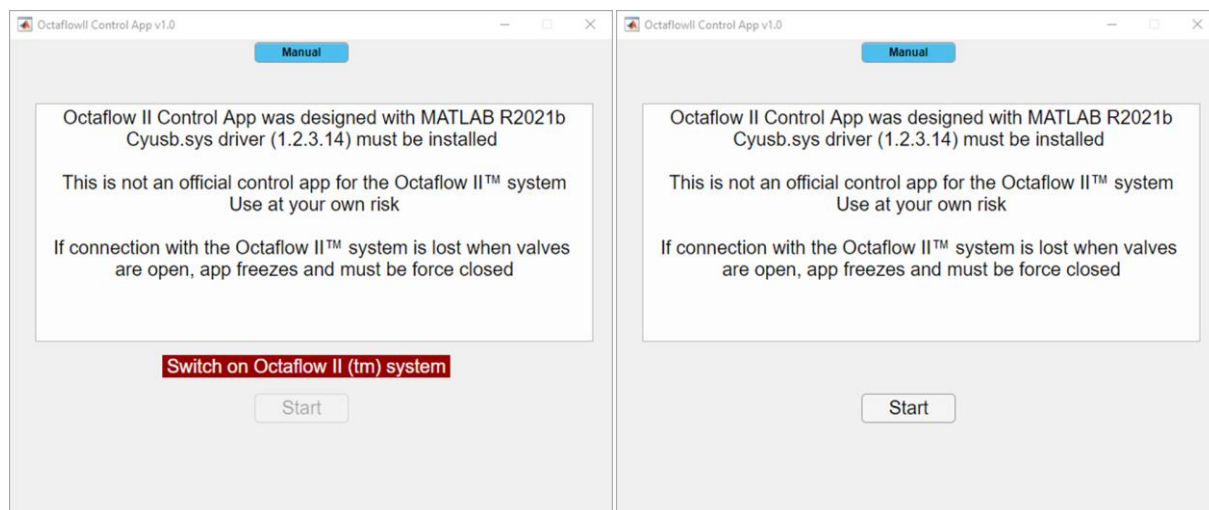 OctaflowII Control App v1.0
Manual
Octaflow II Control App was designed with MATLAB R2021b
Cyusb.sys driver (1.2.3.14) must be installed
This is not an official control app for the Octaflow II™ system
Use at your own risk
If connection with the Octaflow II™ system is lost when valves
are open, app freezes and must be force closed
Switch on Octaflow II (tm) system
Start
OctaflowII Control App v1.0
Manual
Octaflow II Control App was designed with MATLAB R2021b
Cyusb.sys driver (1.2.3.14) must be installed
This is not an official control app for the Octaflow II™ system
Use at your own risk
If connection with the Octaflow II™ system is lost when valves
are open, app freezes and must be force closed
Start